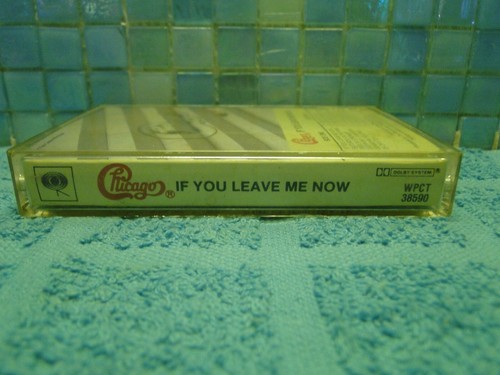 Chicago® IF YOU LEAVE ME NOW
DOLBY SYSTEM®
WPCT
38590